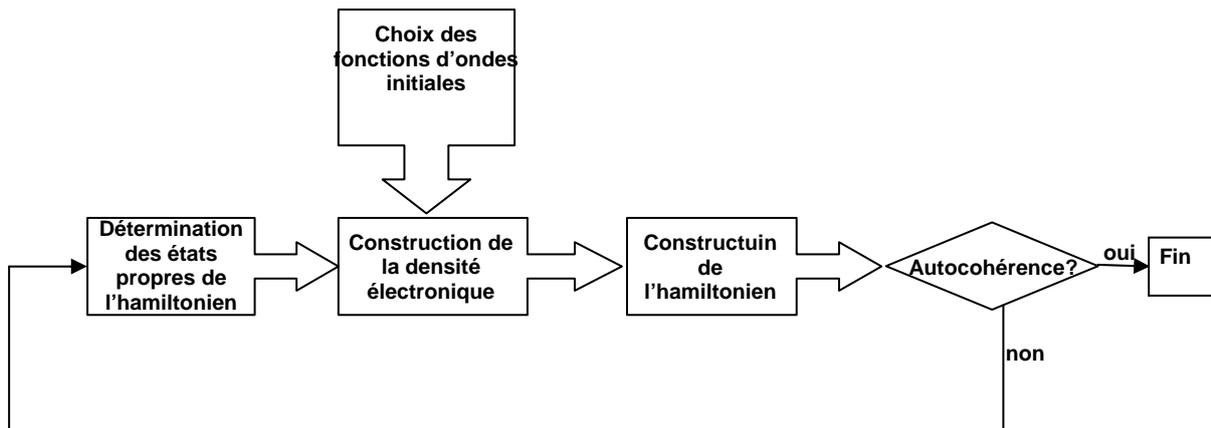 Choix des
fonctions d'ondes
initiales
Détermination
des états
propres de
l'hamiltonien
Construction de
la densité
électronique
Constructuin
de
l'hamiltonien
Autocohérence?
oui
Fin
non